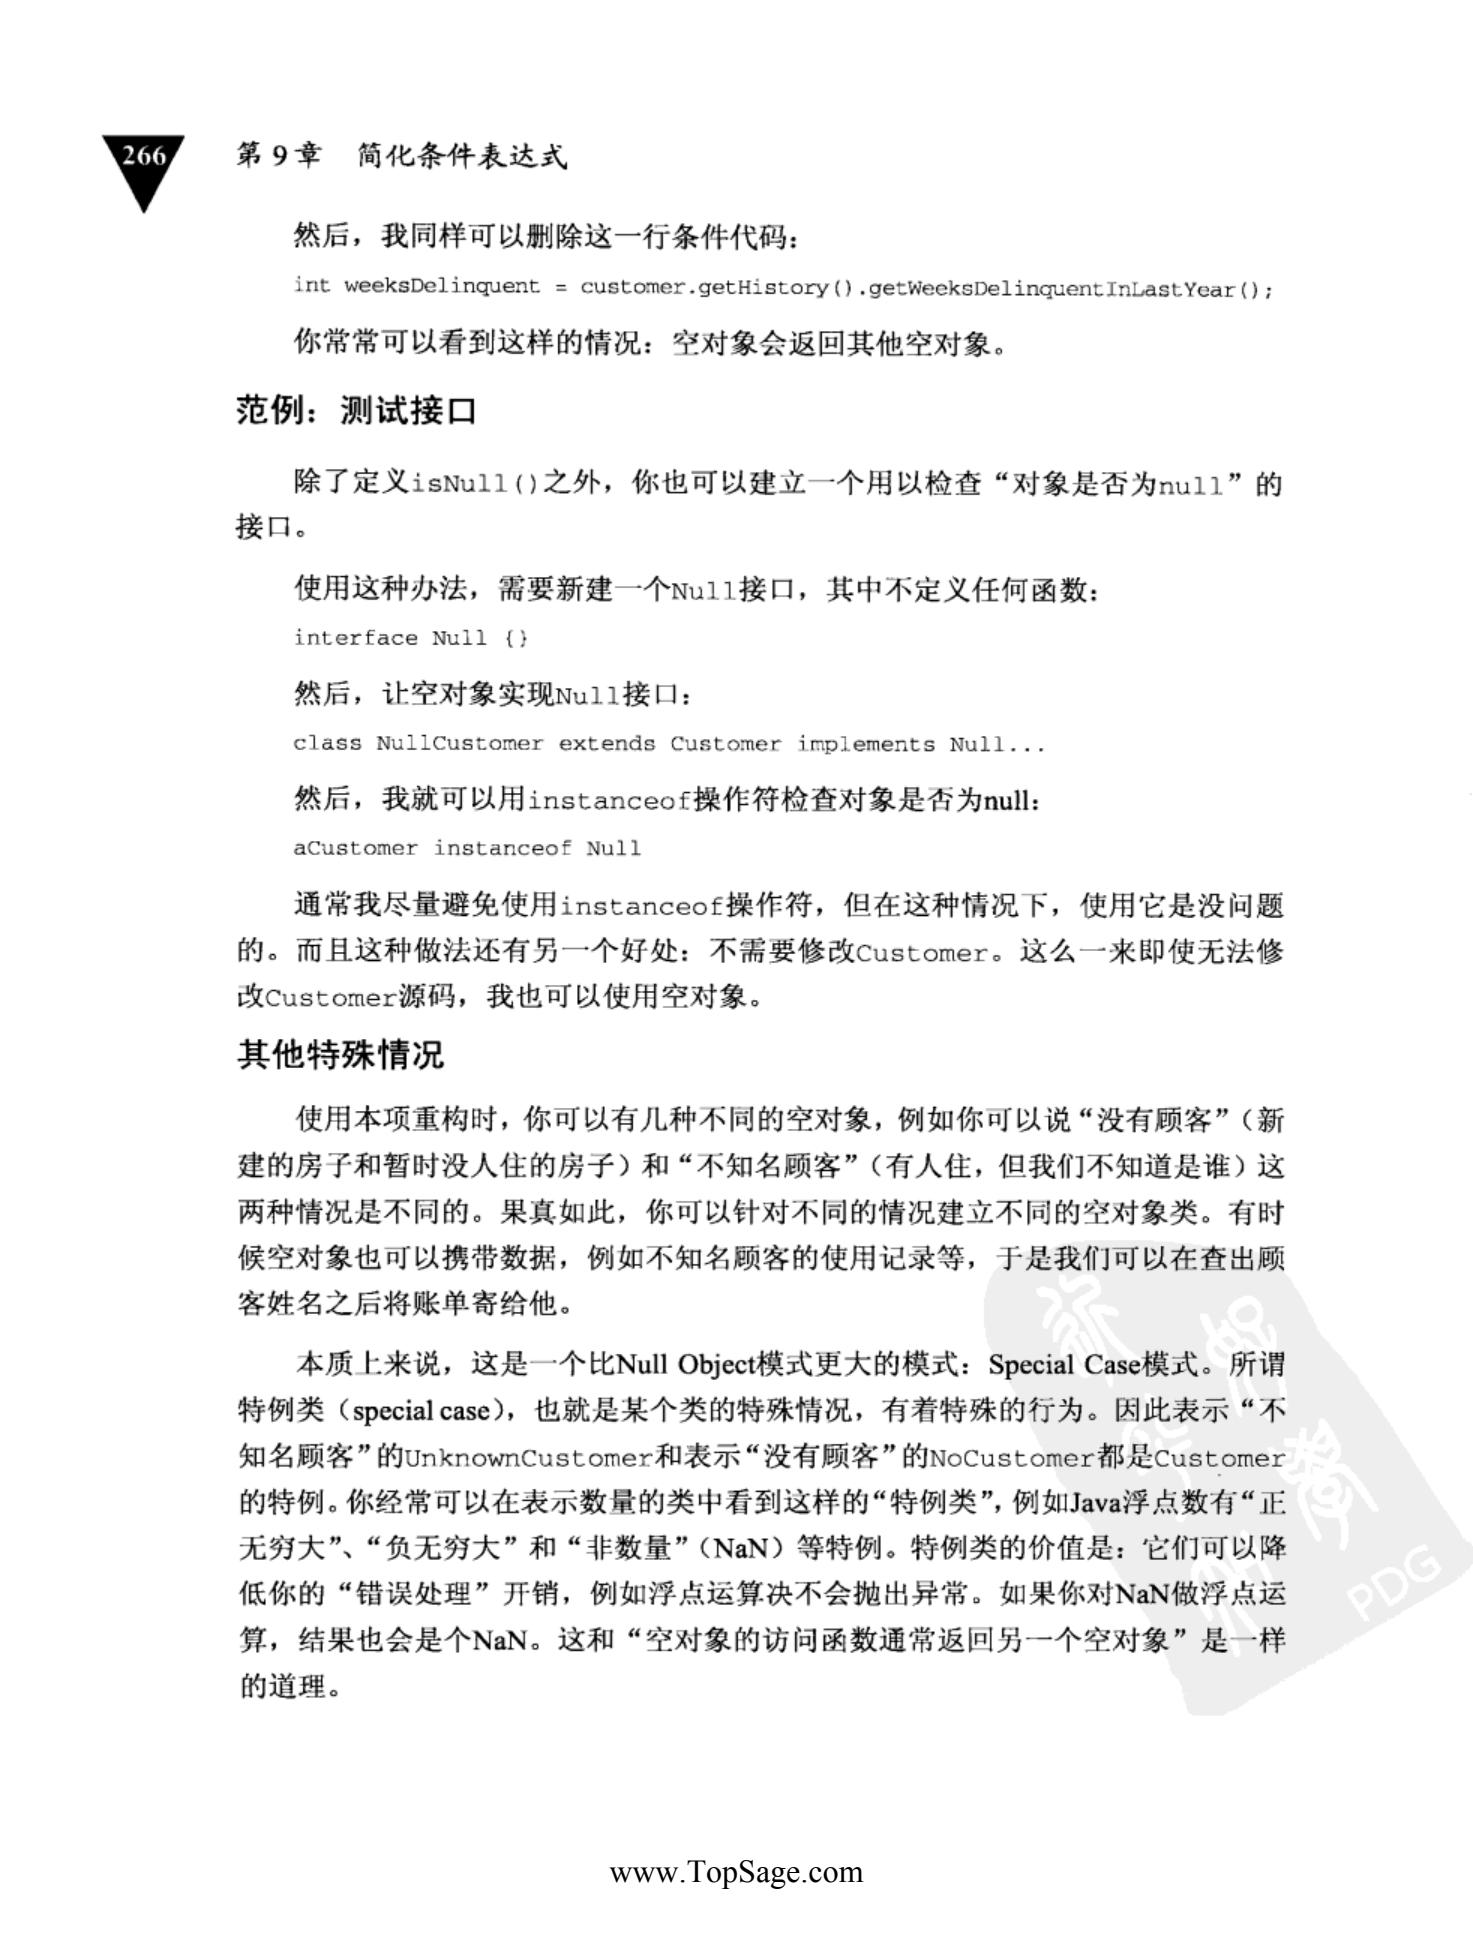 266
第 9 章 简化条件表达式
然后，我同样可以删除这一行条件代码：
int weeksDelinquent = customer.getHistory().getWeeksDelinquentInLastYear();
你常常可以看到这样的情况：空对象会返回其他空对象。
范例：测试接口
除了定义isNull()之外，你也可以建立一个用以检查“对象是否为null”的
接口。
使用这种办法，需要新建一个Null接口，其中不定义任何函数：
interface Null {}
然后，让空对象实现Null接口：
class NullCustomer extends Customer implements Null...
然后，我就可以用instanceof操作符检查对象是否为null：
aCustomer instanceof Null
通常我尽量避免使用instanceof操作符，但在这种情况下，使用它是没问题
的。而且这种做法还有另一个好处：不需要修改Customer。这么一来即使无法修
改Customer源码，我也可以使用空对象。
其他特殊情况
使用本项重构时，你可以有几种不同的空对象，例如你可以说“没有顾客”（新
建的房子和暂时没人住的房子）和“不知名顾客”（有人住，但我们不知道是谁）这
两种情况是不同的。果真如此，你可以针对不同的情况建立不同的空对象类。有时
候空对象也可以携带数据，例如不知名顾客的使用记录等，于是我们可以在查出顾
客姓名之后将账单寄给他。
本质上来说，这是一个比Null Object模式更大的模式：Special Case模式。所谓
特例类（special case），也就是某个类的特殊情况，有着特殊的行为。因此表示“不
知名顾客”的UnknownCustomer和表示“没有顾客”的NoCustomer都是Customer
的特例。你经常可以在表示数量的类中看到这样的“特例类”，例如Java浮点数有“正
无穷大”、“负无穷大”和“非数量”（NaN）等特例。特例类的价值是：它们可以降
低你的“错误处理”开销，例如浮点运算决不会抛出异常。如果你对NaN做浮点运
算，结果也会是个NaN。这和“空对象的访问函数通常返回另一个空对象”是一样
的道理。
PDG
www.TopSage.com